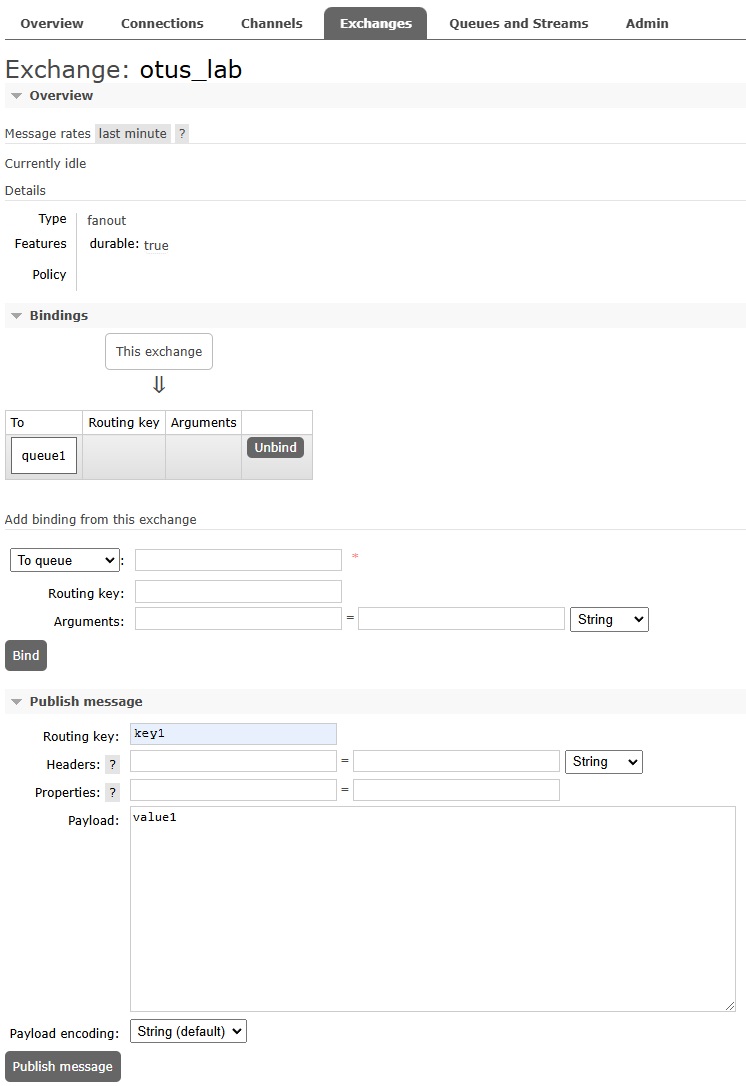 Overview Connections Channels Exchanges Queues and Streams Admin
Exchange: otus_lab
Overview
Message rates last minute ?
Currently idle
Details
Type fanout
Features durable: true
Policy
Bindings
This exchange
⇓
To Routing key Arguments
queue1 Unbind
Add binding from this exchange
To queue : *
Routing key:
Arguments: = String
Bind
Publish message
Routing key: key1
Headers: ? = String
Properties: ? =
Payload: value1
Payload encoding: String (default)
Publish message